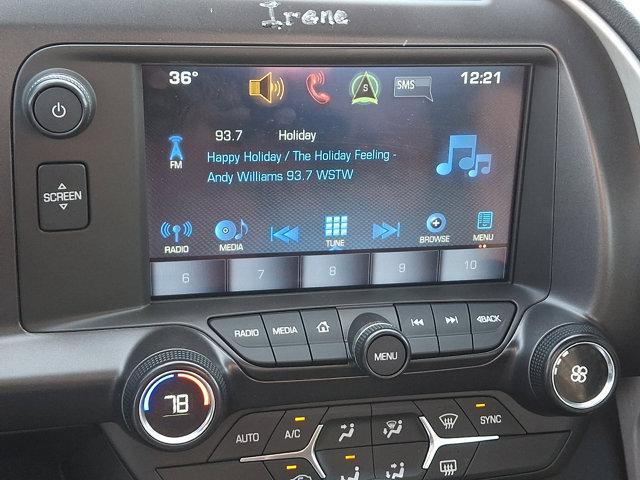 Irene
36° SMS 12:21
S
93.7 Holiday
FM
Happy Holiday / The Holiday Feeling -
Andy Williams 93.7 WSTW
SCREEN
RADIO MEDIA TUNE BROWSE MENU
6 7 8 9 10
RADIO MEDIA BACK
MENU
78
AUTO A/C SYNC